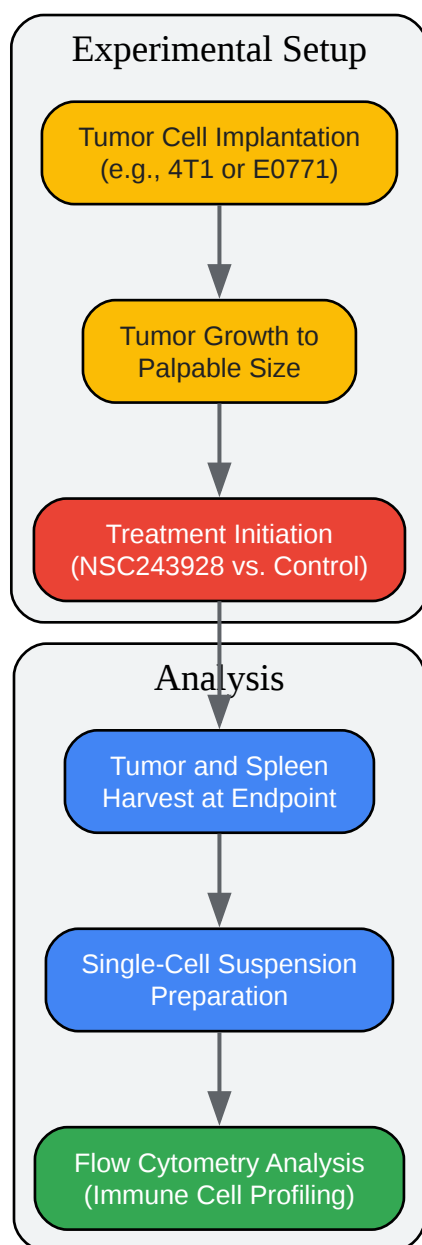 Experimental Setup
Tumor Cell Implantation
(e.g., 4T1 or E0771)
Tumor Growth to
Palpable Size
Treatment Initiation
(NSC243928 vs. Control)
Analysis
Tumor and Spleen
Harvest at Endpoint
Single-Cell Suspension
Preparation
Flow Cytometry Analysis
(Immune Cell Profiling)